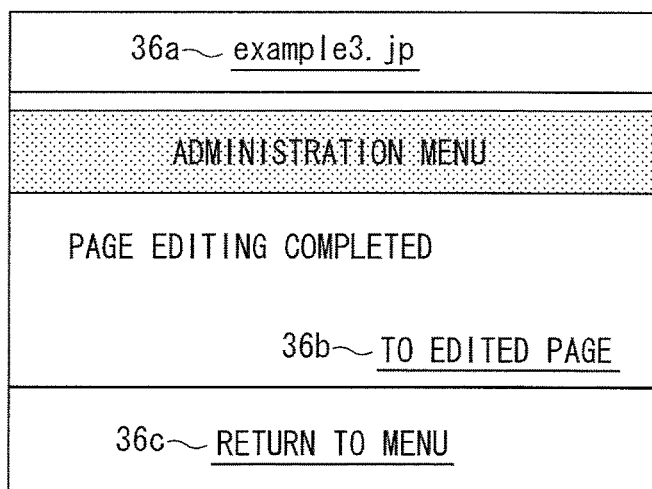 36a~ example3.jp
ADMINISTRATION MENU
PAGE EDITING COMPLETED
36b~ TO EDITED PAGE
36c~ RETURN TO MENU